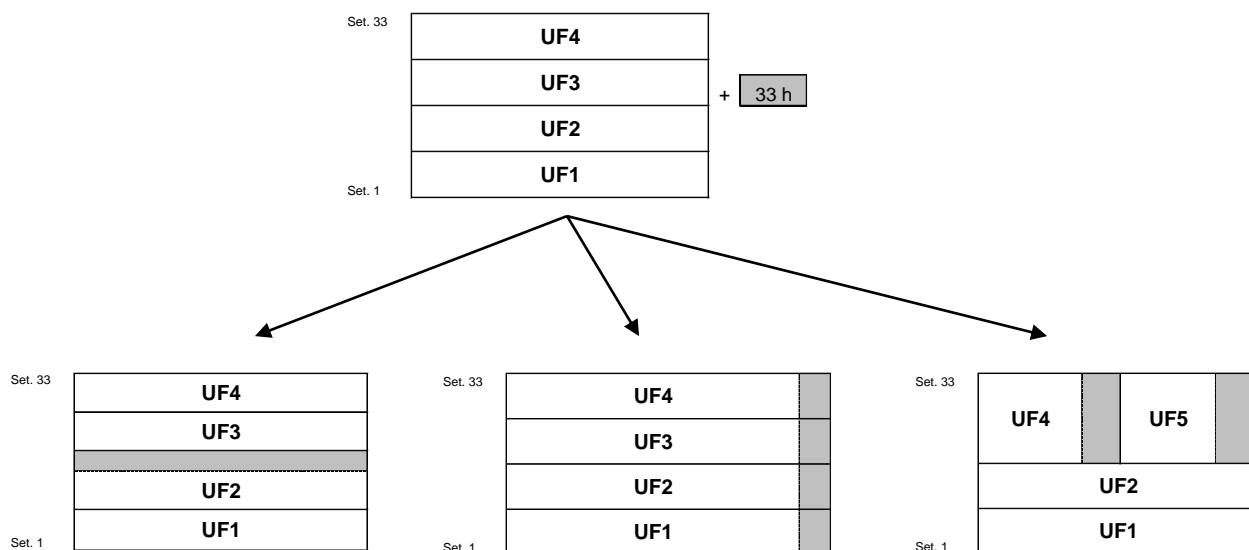 Set. 33
UF4
UF3
+ 33 h
UF2
UF1
Set. 1
Set. 33
UF4
UF3
UF2
UF1
Set. 1
Set. 33
UF4
UF3
UF2
UF1
Set. 1
Set. 33
UF4 UF5
UF2
UF1
Set. 1